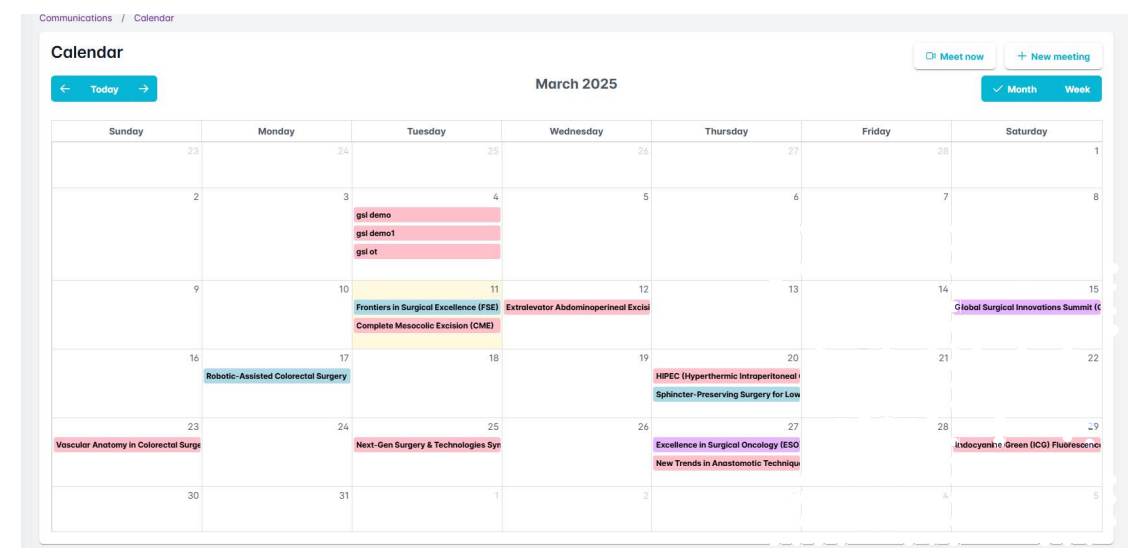 Communications / Calendar
Calendar
Meet now
+ New meeting
← Today →
March 2025
✓ Month Week
Sunday Monday Tuesday Wednesday Thursday Friday Saturday
23 24 25 26 27 28 1
2 3 4 5 6 7 8
gsl demo
gsl demo1
gsl ot
9 10 11 12 13 14 15
Frontiers in Surgical Excellence (FSE) Extralevator Abdominoperineal Excisi Global Surgical Innovations Summit (G
Complete Mesocolic Excision (CME)
16 17 18 19 20 21 22
Robotic-Assisted Colorectal Surgery HIPEC (Hyperthermic Intraperitoneal
Sphincter-Preserving Surgery for Low
23 24 25 26 27 28 29
Vascular Anatomy in Colorectal Surge Next-Gen Surgery & Technologies Syn Excellence in Surgical Oncology (ESO Indocyanine Green (ICG) Fluorescence
New Trends in Anastomotic Techniqu
30 31 1 2 4 5